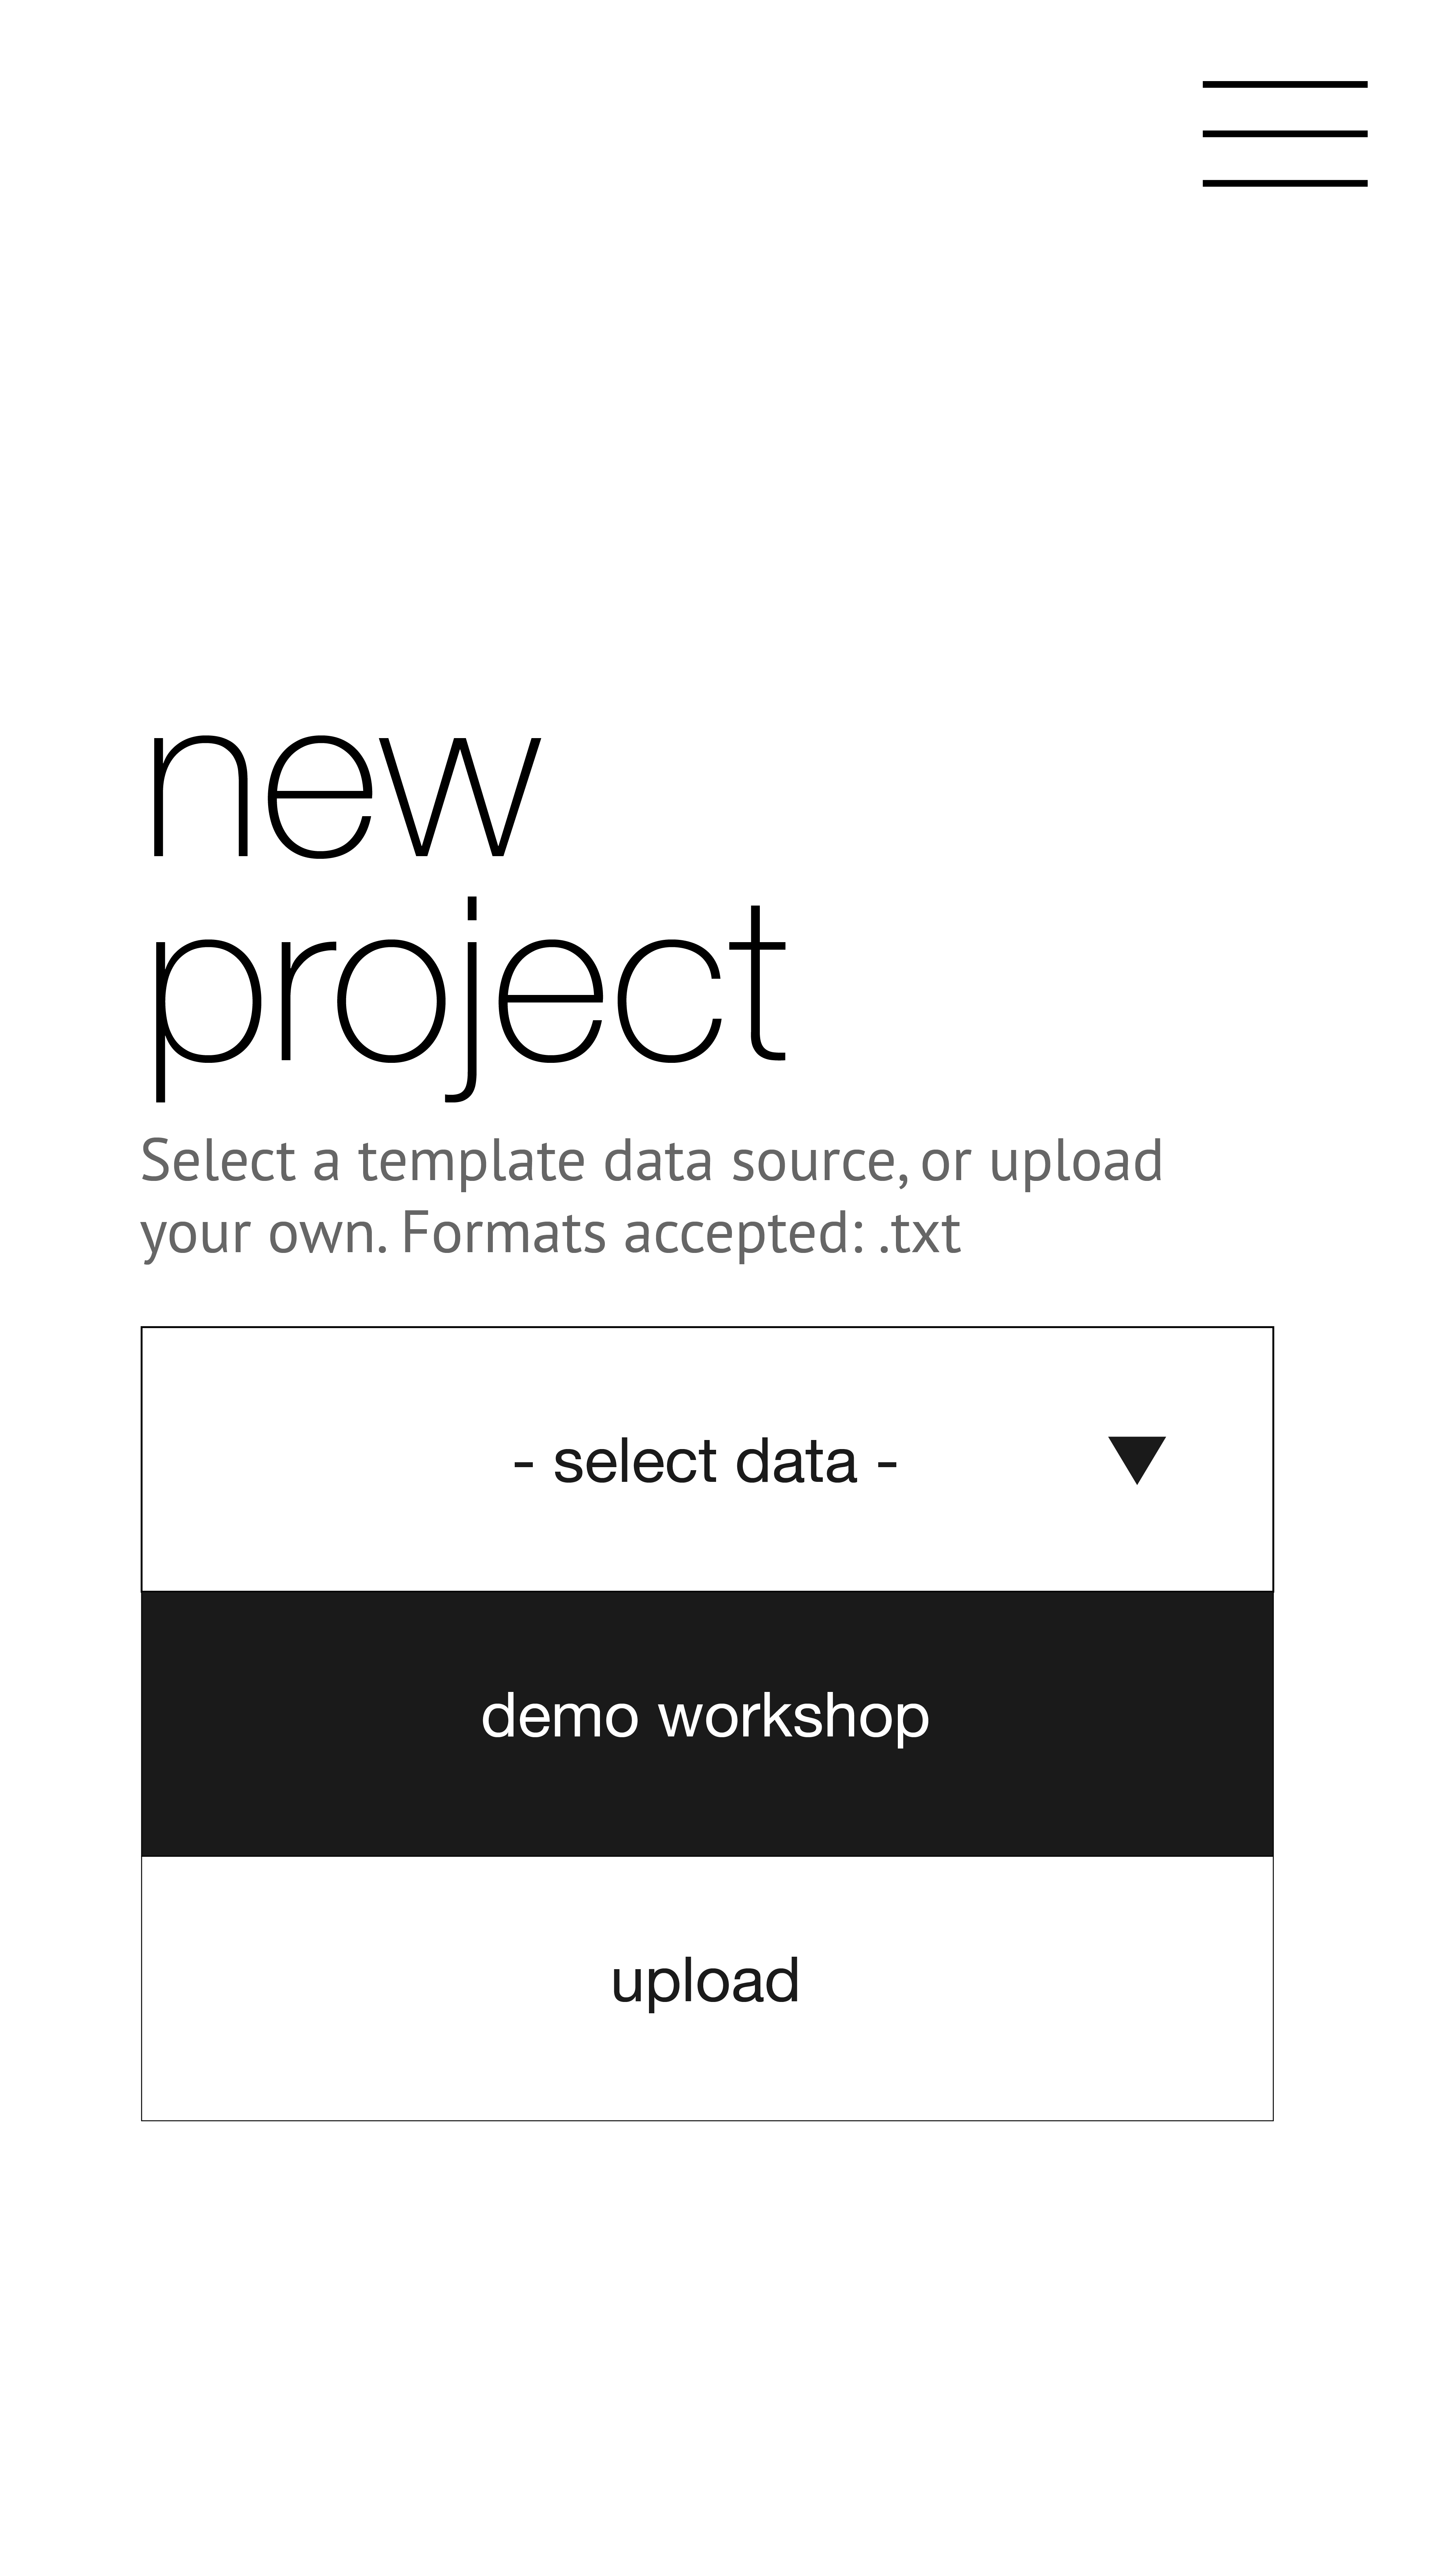 new
project
Select a template data source, or upload
your own. Formats accepted: .txt
- select data -
demo workshop
upload